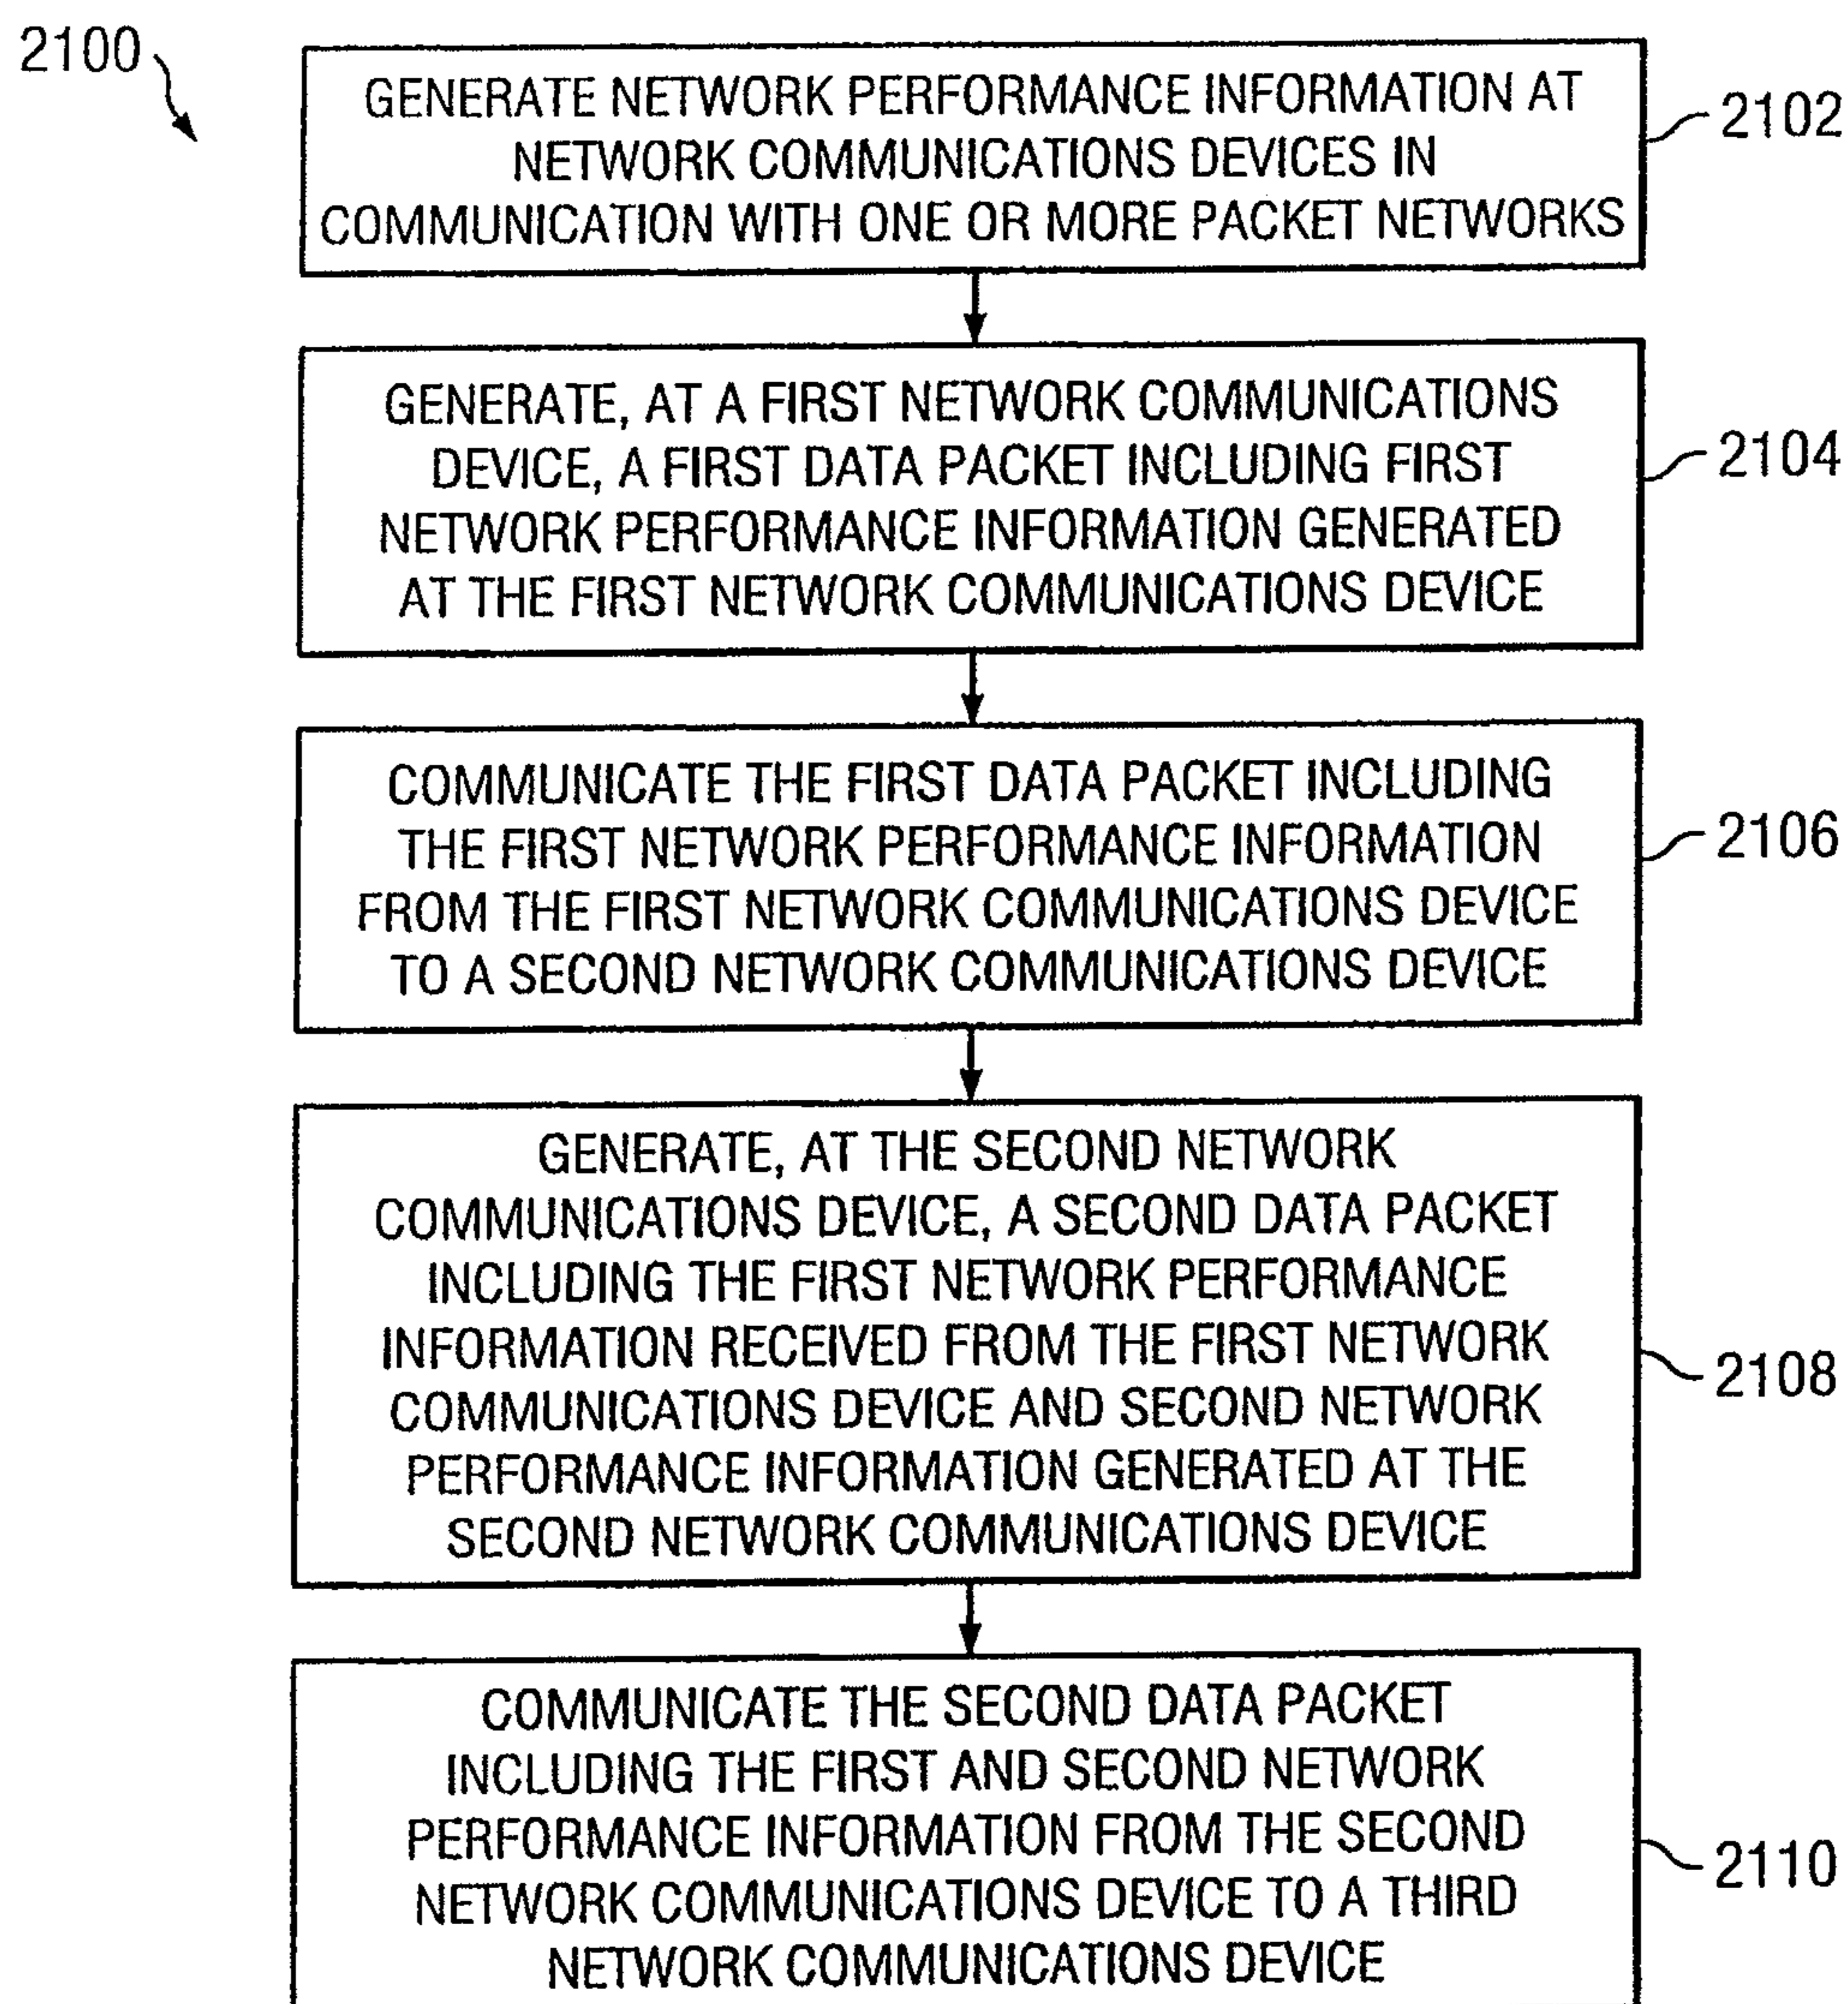 2100
GENERATE NETWORK PERFORMANCE INFORMATION AT
NETWORK COMMUNICATIONS DEVICES IN
COMMUNICATION WITH ONE OR MORE PACKET NETWORKS
2102
GENERATE, AT A FIRST NETWORK COMMUNICATIONS
DEVICE, A FIRST DATA PACKET INCLUDING FIRST
NETWORK PERFORMANCE INFORMATION GENERATED
AT THE FIRST NETWORK COMMUNICATIONS DEVICE
2104
COMMUNICATE THE FIRST DATA PACKET INCLUDING
THE FIRST NETWORK PERFORMANCE INFORMATION
FROM THE FIRST NETWORK COMMUNICATIONS DEVICE
TO A SECOND NETWORK COMMUNICATIONS DEVICE
2106
GENERATE, AT THE SECOND NETWORK
COMMUNICATIONS DEVICE, A SECOND DATA PACKET
INCLUDING THE FIRST NETWORK PERFORMANCE
INFORMATION RECEIVED FROM THE FIRST NETWORK
COMMUNICATIONS DEVICE AND SECOND NETWORK
PERFORMANCE INFORMATION GENERATED AT THE
SECOND NETWORK COMMUNICATIONS DEVICE
2108
COMMUNICATE THE SECOND DATA PACKET
INCLUDING THE FIRST AND SECOND NETWORK
PERFORMANCE INFORMATION FROM THE SECOND
NETWORK COMMUNICATIONS DEVICE TO A THIRD
NETWORK COMMUNICATIONS DEVICE
2110